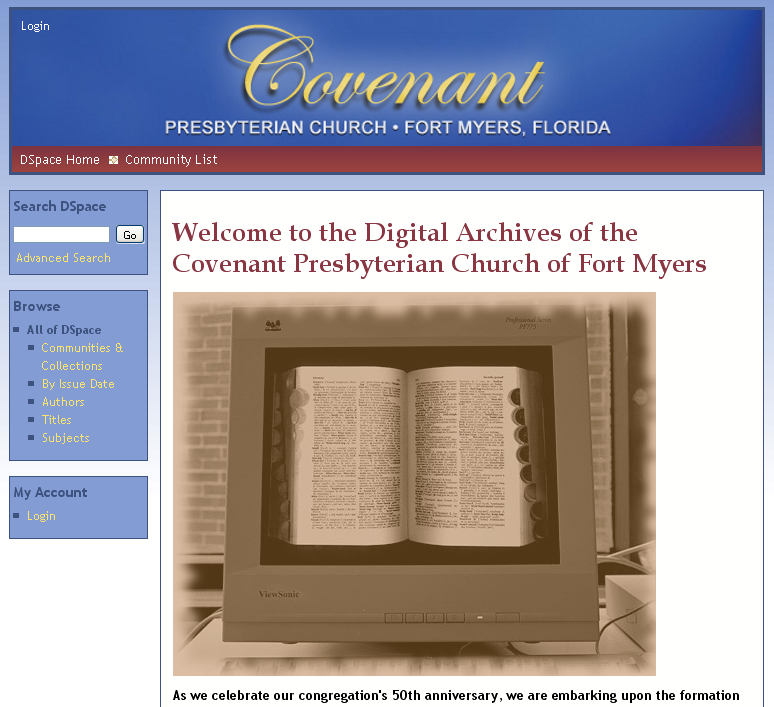 Login
Covenant
PRESBYTERIAN CHURCH • FORT MYERS, FLORIDA
DSpace Home Community List
Search DSpace
Go
Advanced Search
Browse
All of DSpace
Communities &
Collections
By Issue Date
Authors
Titles
Subjects
My Account
Login
Welcome to the Digital Archives of the
Covenant Presbyterian Church of Fort Myers
Professional Series
PF775
ViewSonic
As we celebrate our congregation's 50th anniversary, we are embarking upon the formation